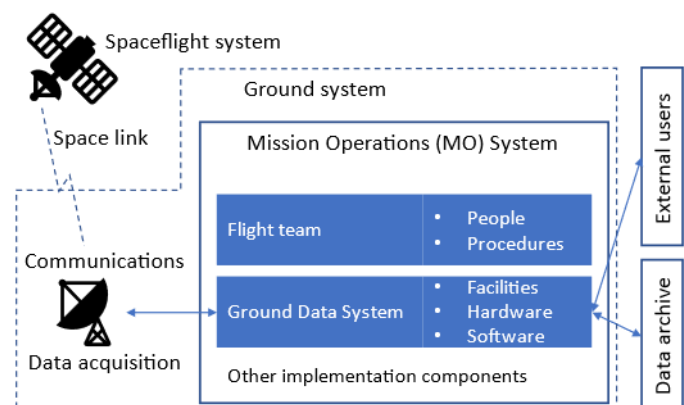 Spaceflight system
Ground system
Space link
Mission Operations (MO) System
Flight team
• People
• Procedures
Communications
Ground Data System
• Facilities
• Hardware
• Software
Data acquisition
Other implementation components
External users
Data archive